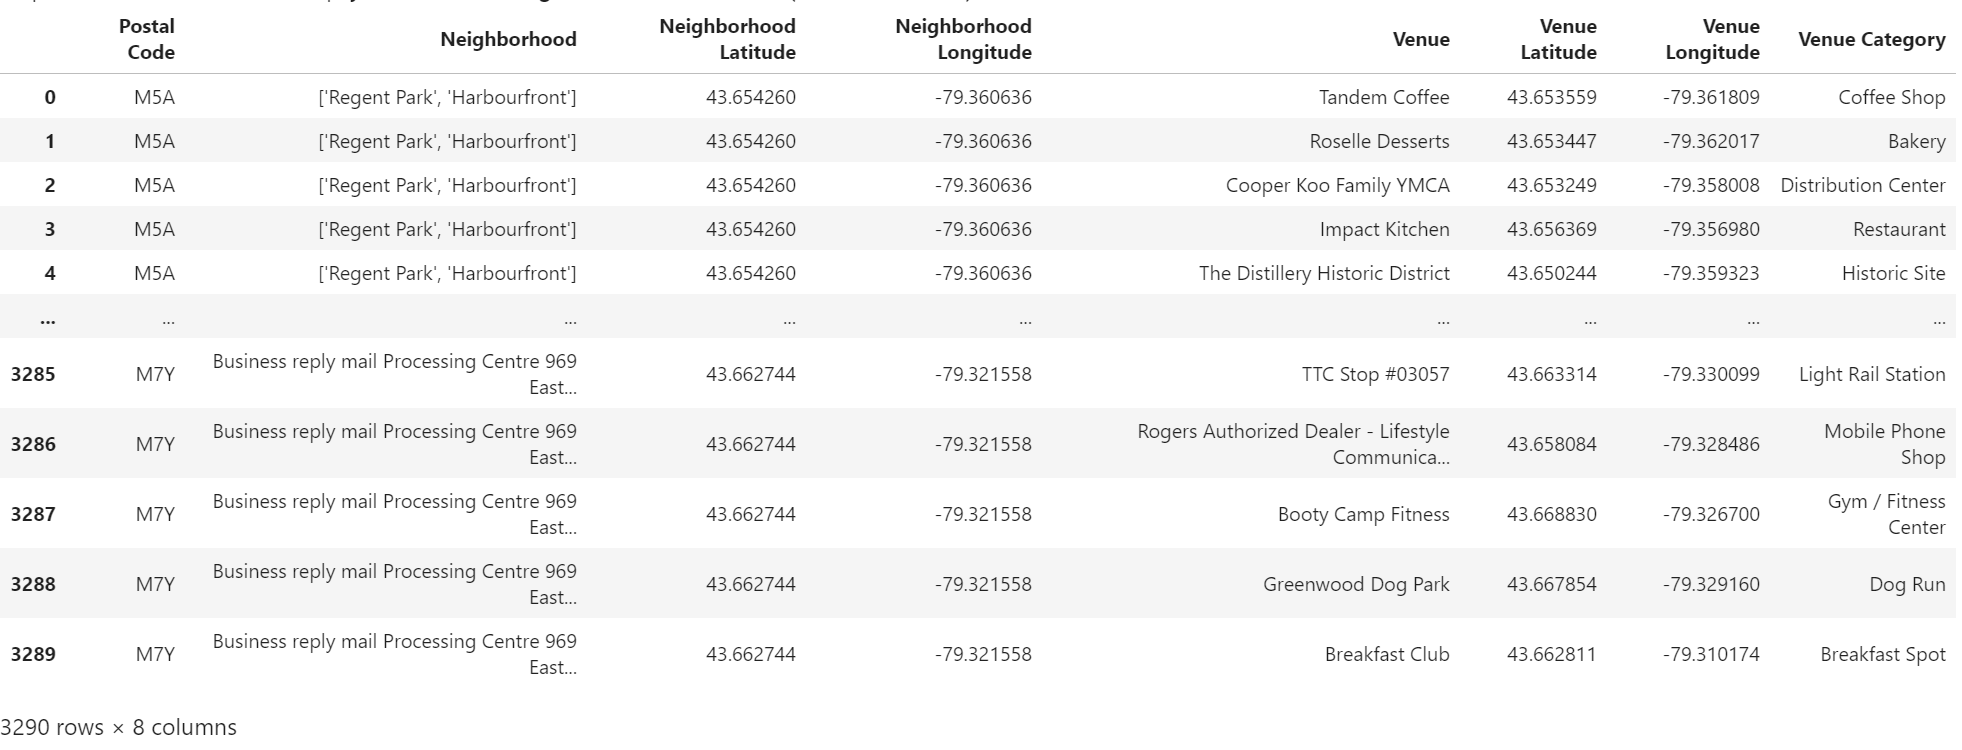 Postal Code Neighborhood Neighborhood Latitude Neighborhood Longitude Venue Venue Latitude Venue Longitude Venue Category
0 M5A ['Regent Park', 'Harbourfront'] 43.654260 -79.360636 Tandem Coffee 43.653559 -79.361809 Coffee Shop
1 M5A ['Regent Park', 'Harbourfront'] 43.654260 -79.360636 Roselle Desserts 43.653447 -79.362017 Bakery
2 M5A ['Regent Park', 'Harbourfront'] 43.654260 -79.360636 Cooper Koo Family YMCA 43.653249 -79.358008 Distribution Center
3 M5A ['Regent Park', 'Harbourfront'] 43.654260 -79.360636 Impact Kitchen 43.656369 -79.356980 Restaurant
4 M5A ['Regent Park', 'Harbourfront'] 43.654260 -79.360636 The Distillery Historic District 43.650244 -79.359323 Historic Site
... ... ... ... ... ... ... ... ...
3285 M7Y Business reply mail Processing Centre 969 East... 43.662744 -79.321558 TTC Stop #03057 43.663314 -79.330099 Light Rail Station
3286 M7Y Business reply mail Processing Centre 969 East... 43.662744 -79.321558 Rogers Authorized Dealer - Lifestyle Communica... 43.658084 -79.328486 Mobile Phone Shop
3287 M7Y Business reply mail Processing Centre 969 East... 43.662744 -79.321558 Booty Camp Fitness 43.668830 -79.326700 Gym / Fitness Center
3288 M7Y Business reply mail Processing Centre 969 East... 43.662744 -79.321558 Greenwood Dog Park 43.667854 -79.329160 Dog Run
3289 M7Y Business reply mail Processing Centre 969 East... 43.662744 -79.321558 Breakfast Club 43.662811 -79.310174 Breakfast Spot
3290 rows × 8 columns